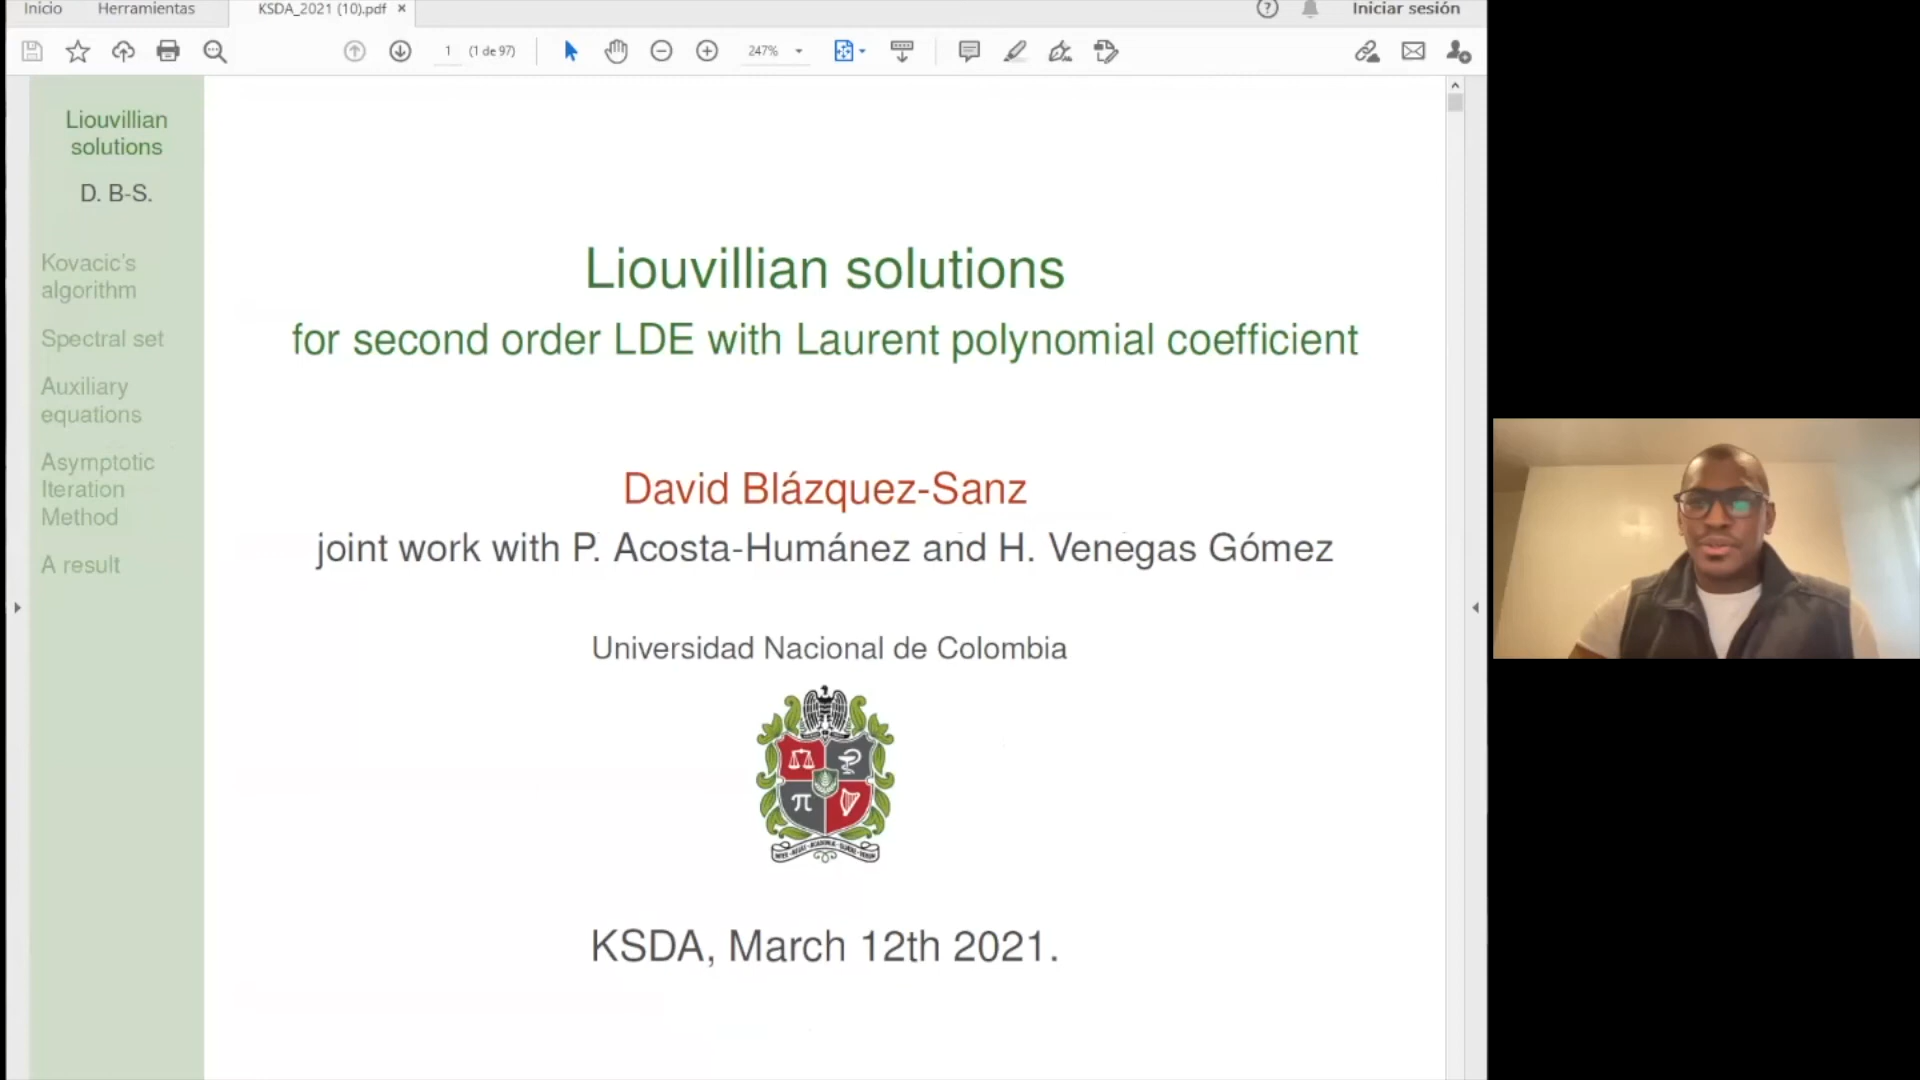 Inicio Herramientas KSDA_2021 (10).pdf × Iniciar sesión
1 (1 de 97) 247%
Liouvillian
solutions
D. B-S.
Kovacic's
algorithm
Spectral set
Auxiliary
equations
Asymptotic
Iteration
Method
A result
Liouvillian solutions
for second order LDE with Laurent polynomial coefficient
David Blázquez-Sanz
joint work with P. Acosta-Humánez and H. Venegas Gómez
Universidad Nacional de Colombia
π
KSDA, March 12th 2021.